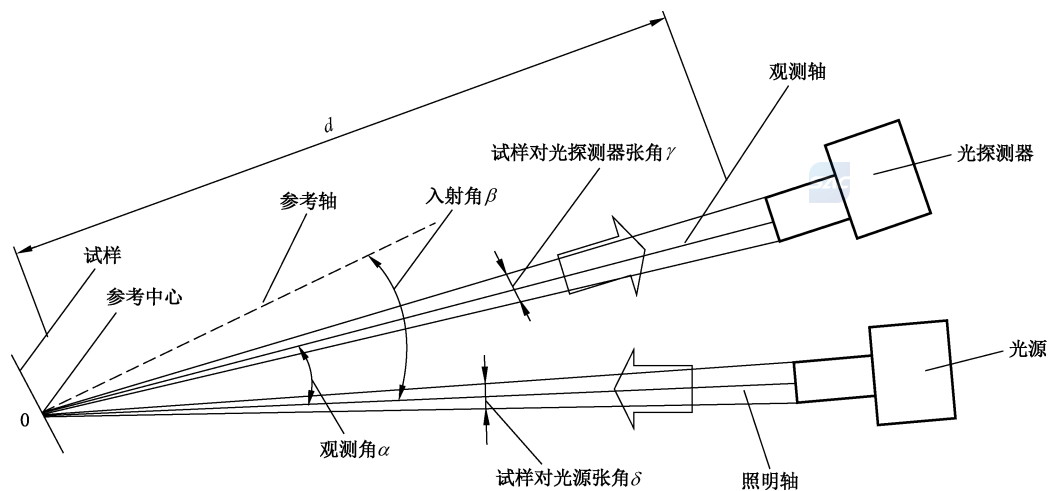 观测轴
d
试样对光探测器张角γ
光探测器
入射角β
参考轴
试样
参考中心
光源
0
观测角α
试样对光源张角δ
照明轴